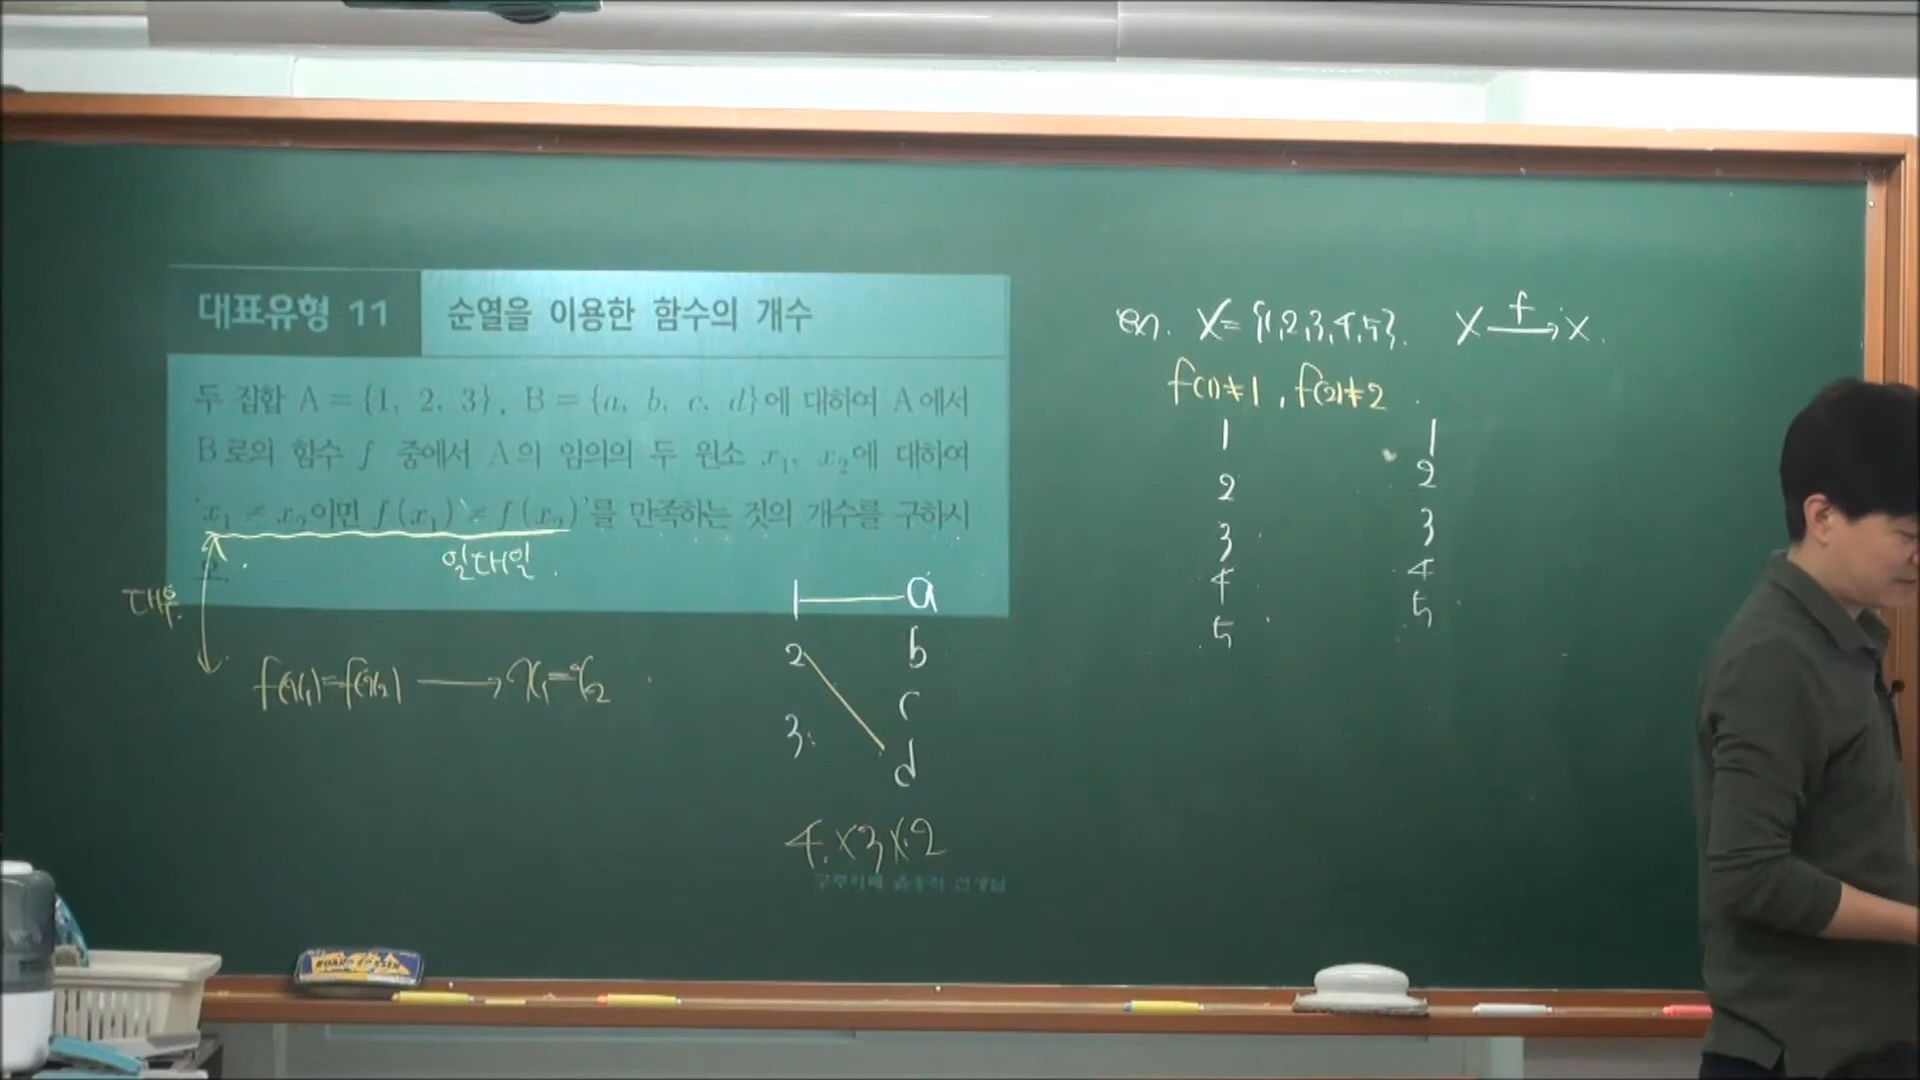 대표유형 11 순열을 이용한 함수의 개수
두 집합 A = {1, 2, 3}, B = {a, b, c, d}에 대하여 A에서
B로의 함수 f 중에서 A의 임의의 두 원소 x₁, x₂에 대하여
'x₁ ≠ x₂이면 f(x₁) ≠ f(x₂)'를 만족하는 것의 개수를 구하시
오.
일대일
대우
f(x₁)=f(x₂) → x₁=x₂
1 a
2 b
3 c
d
4×3×2
ex. X={1,2,3,4,5}. X f→ X.
f(1)≠1, f(2)≠2
1 1
2 2
3 3
4 4
5 5
BOARD ERASER